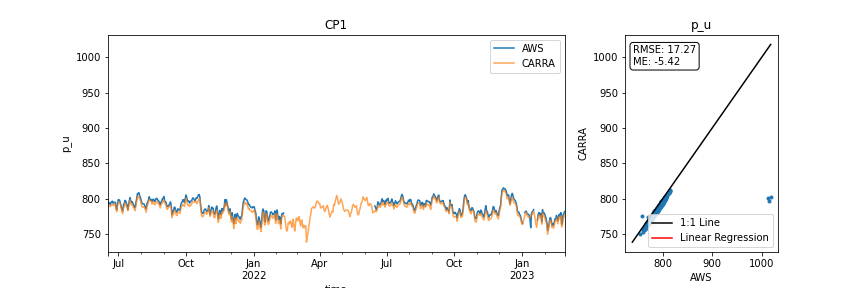 CP1
p_u
1000
950
900
850
800
750
AWS
CARRA
Jul
Oct
Jan
2022
Apr
Jul
Oct
Jan
2023
p_u
CARRA
1000
950
900
850
800
750
RMSE: 17.27
ME: -5.42
1:1 Line
Linear Regression
800
900
1000
AWS